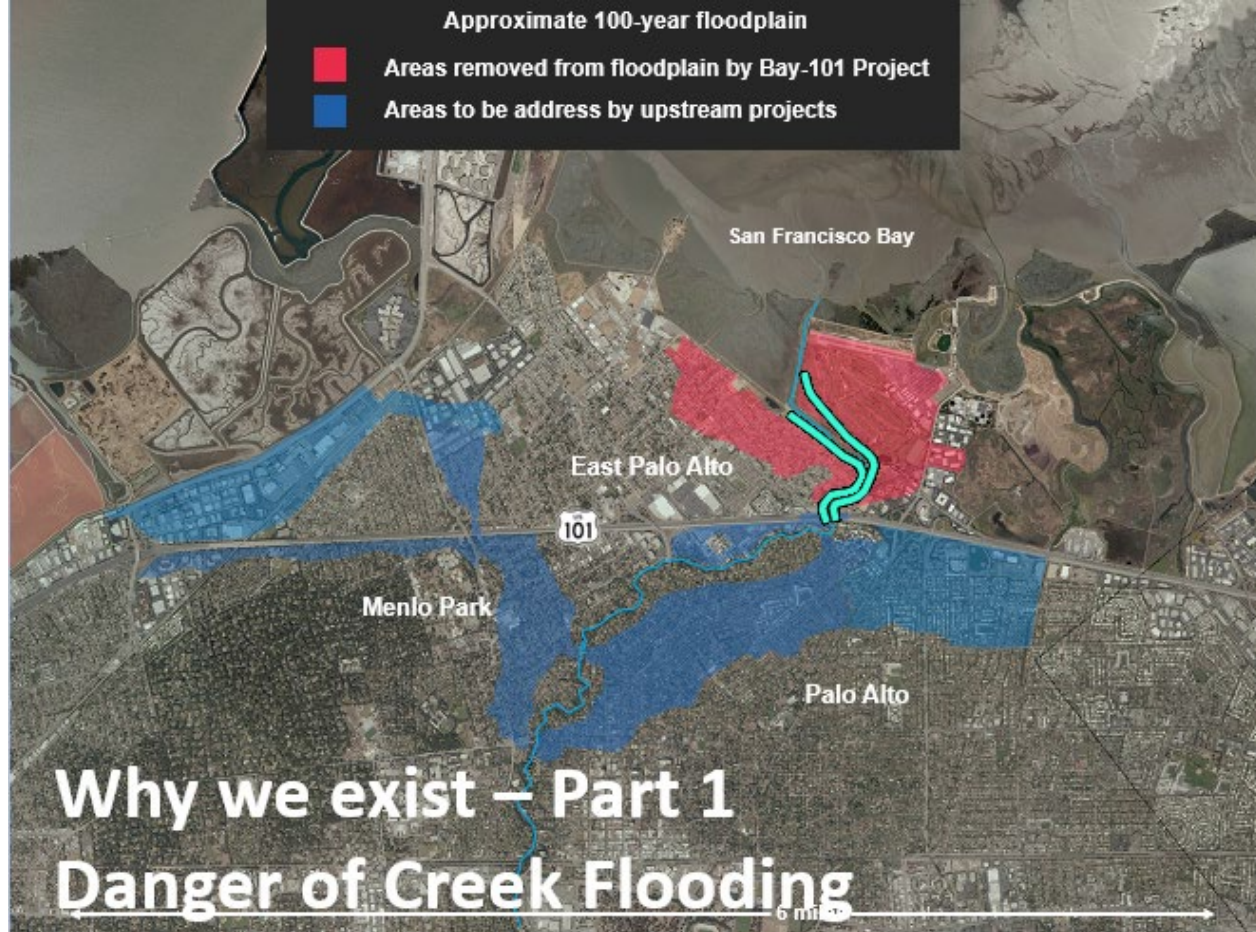 Approximate 100-year floodplain
Areas removed from floodplain by Bay-101 Project
Areas to be address by upstream projects
San Francisco Bay
East Palo Alto
101
Menlo Park
Palo Alto
Why we exist – Part 1
Danger of Creek Flooding
6 miles